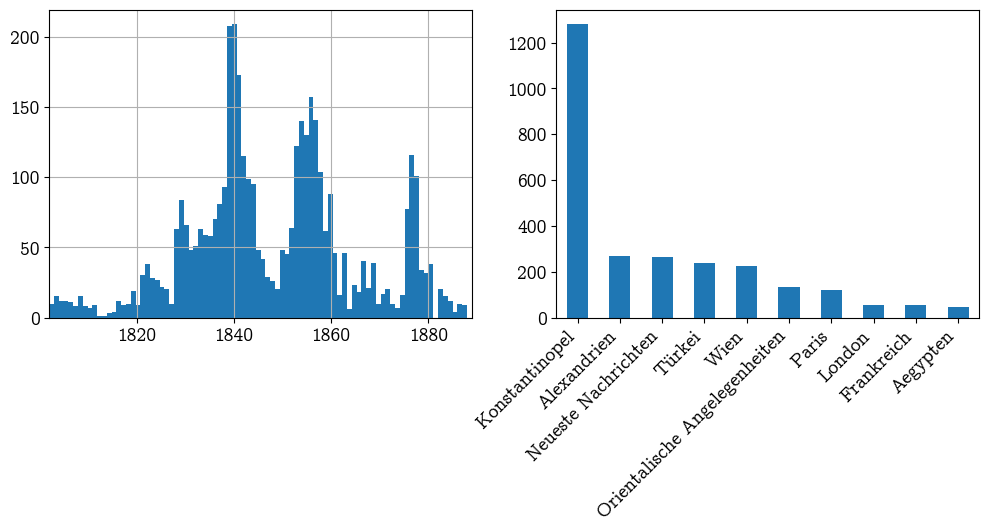 200
150
100
50
0
1820 1840 1860 1880
1200
1000
800
600
400
200
0
Konstantinopel
Alexandrien
Neueste Nachrichten
Türkei
Wien
Orientalische Angelegenheiten
Paris
London
Frankreich
Aegypten